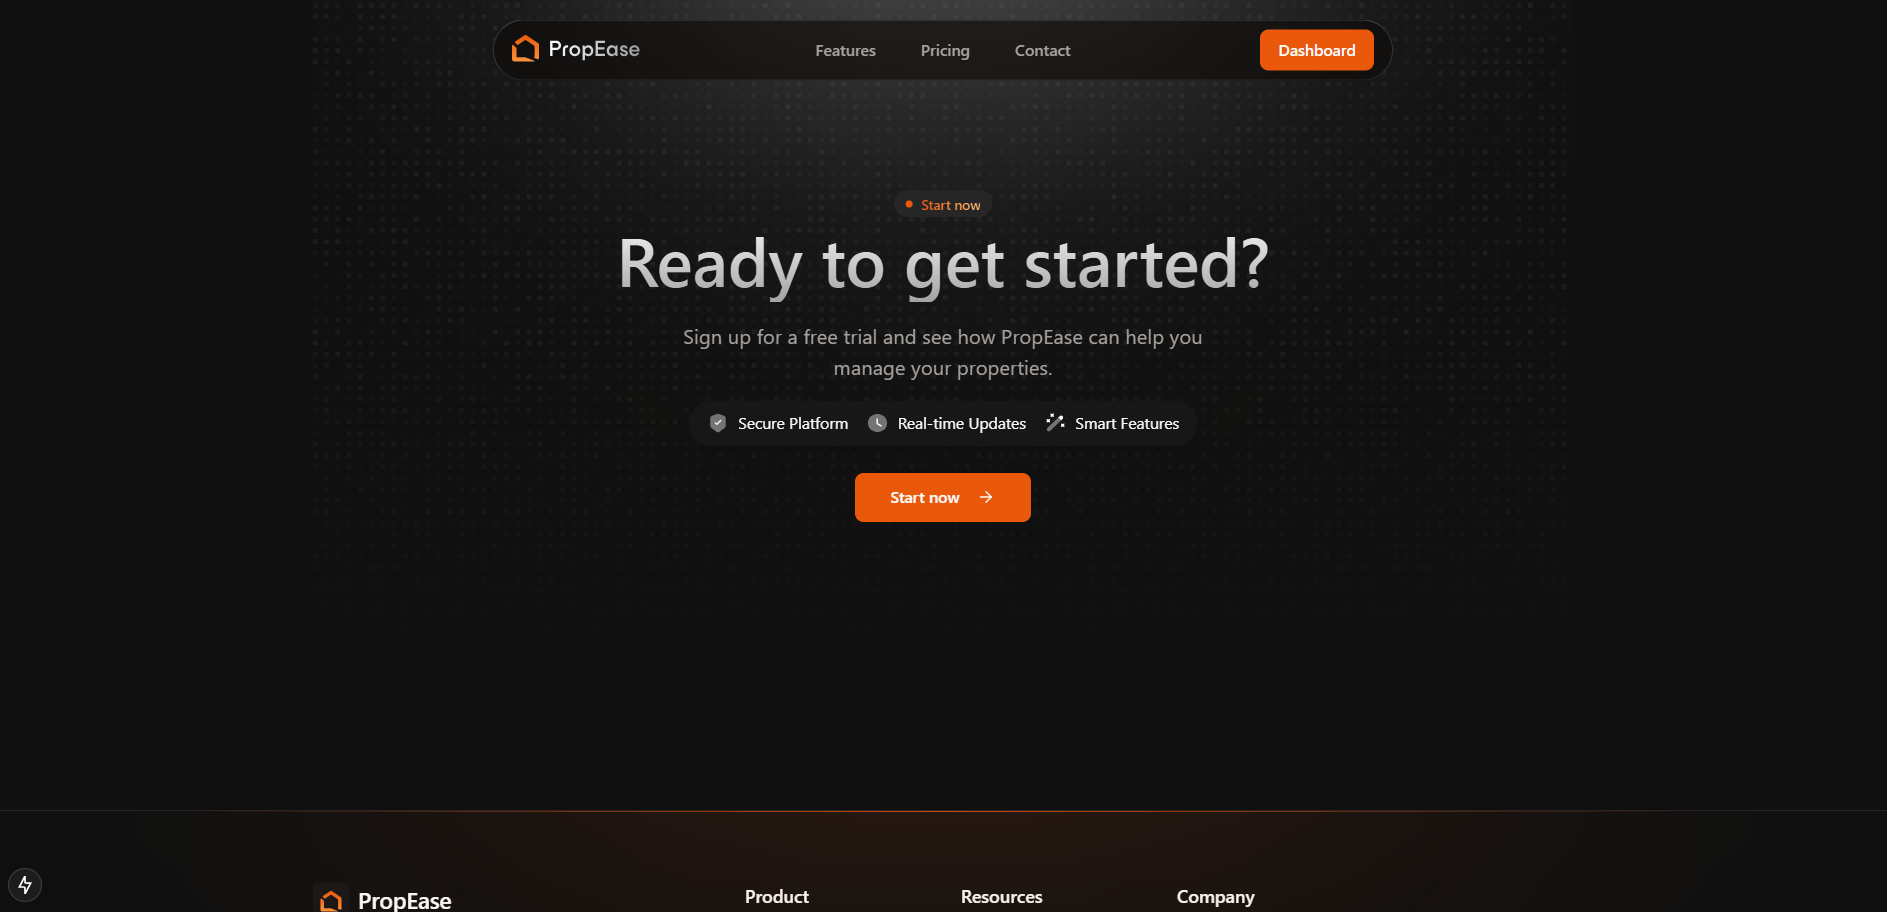 PropEase
Features
Pricing
Contact
Dashboard
Start now
Ready to get started?
Sign up for a free trial and see how PropEase can help you
manage your properties.
Secure Platform
Real-time Updates
Smart Features
Start now
PropEase
Product
Resources
Company